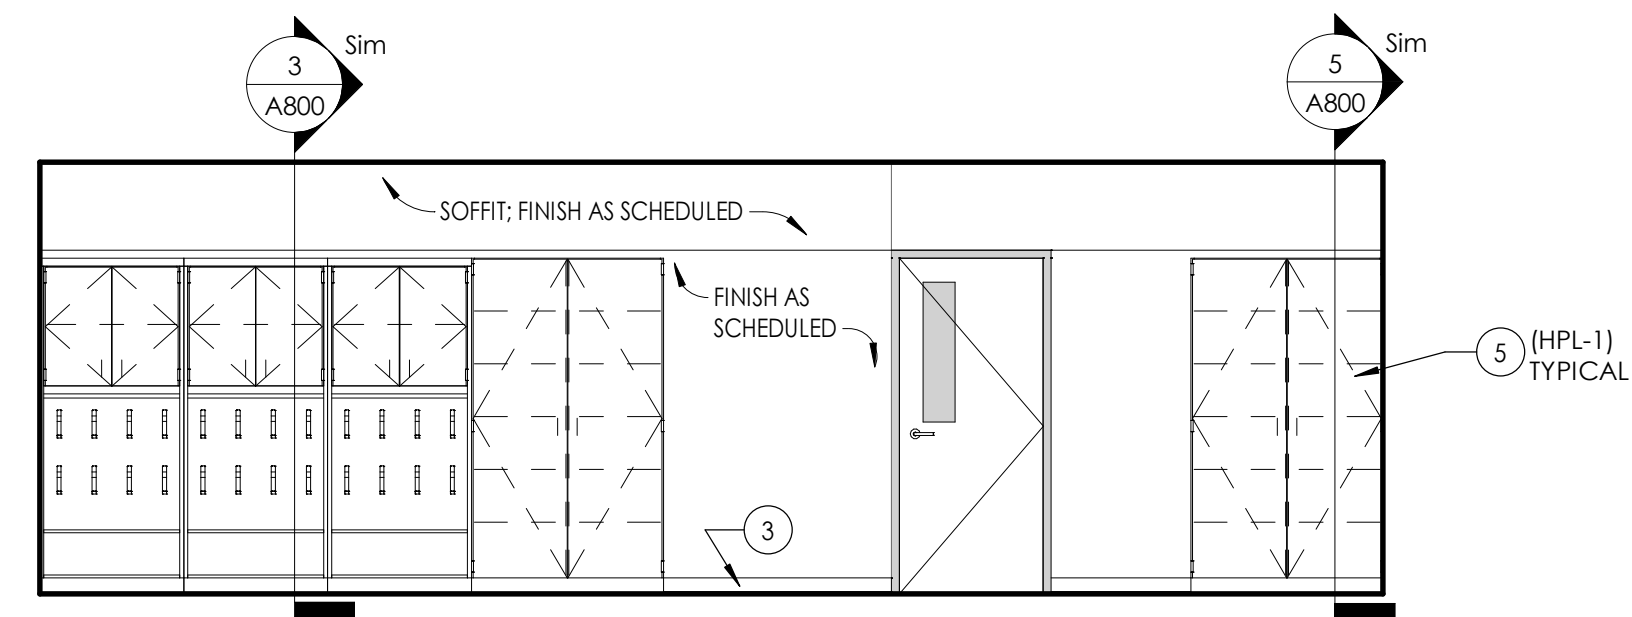 3
A800
Sim
5
A800
Sim
SOFFIT; FINISH AS SCHEDULED
FINISH AS
SCHEDULED
5
(HPL-1)
TYPICAL
3